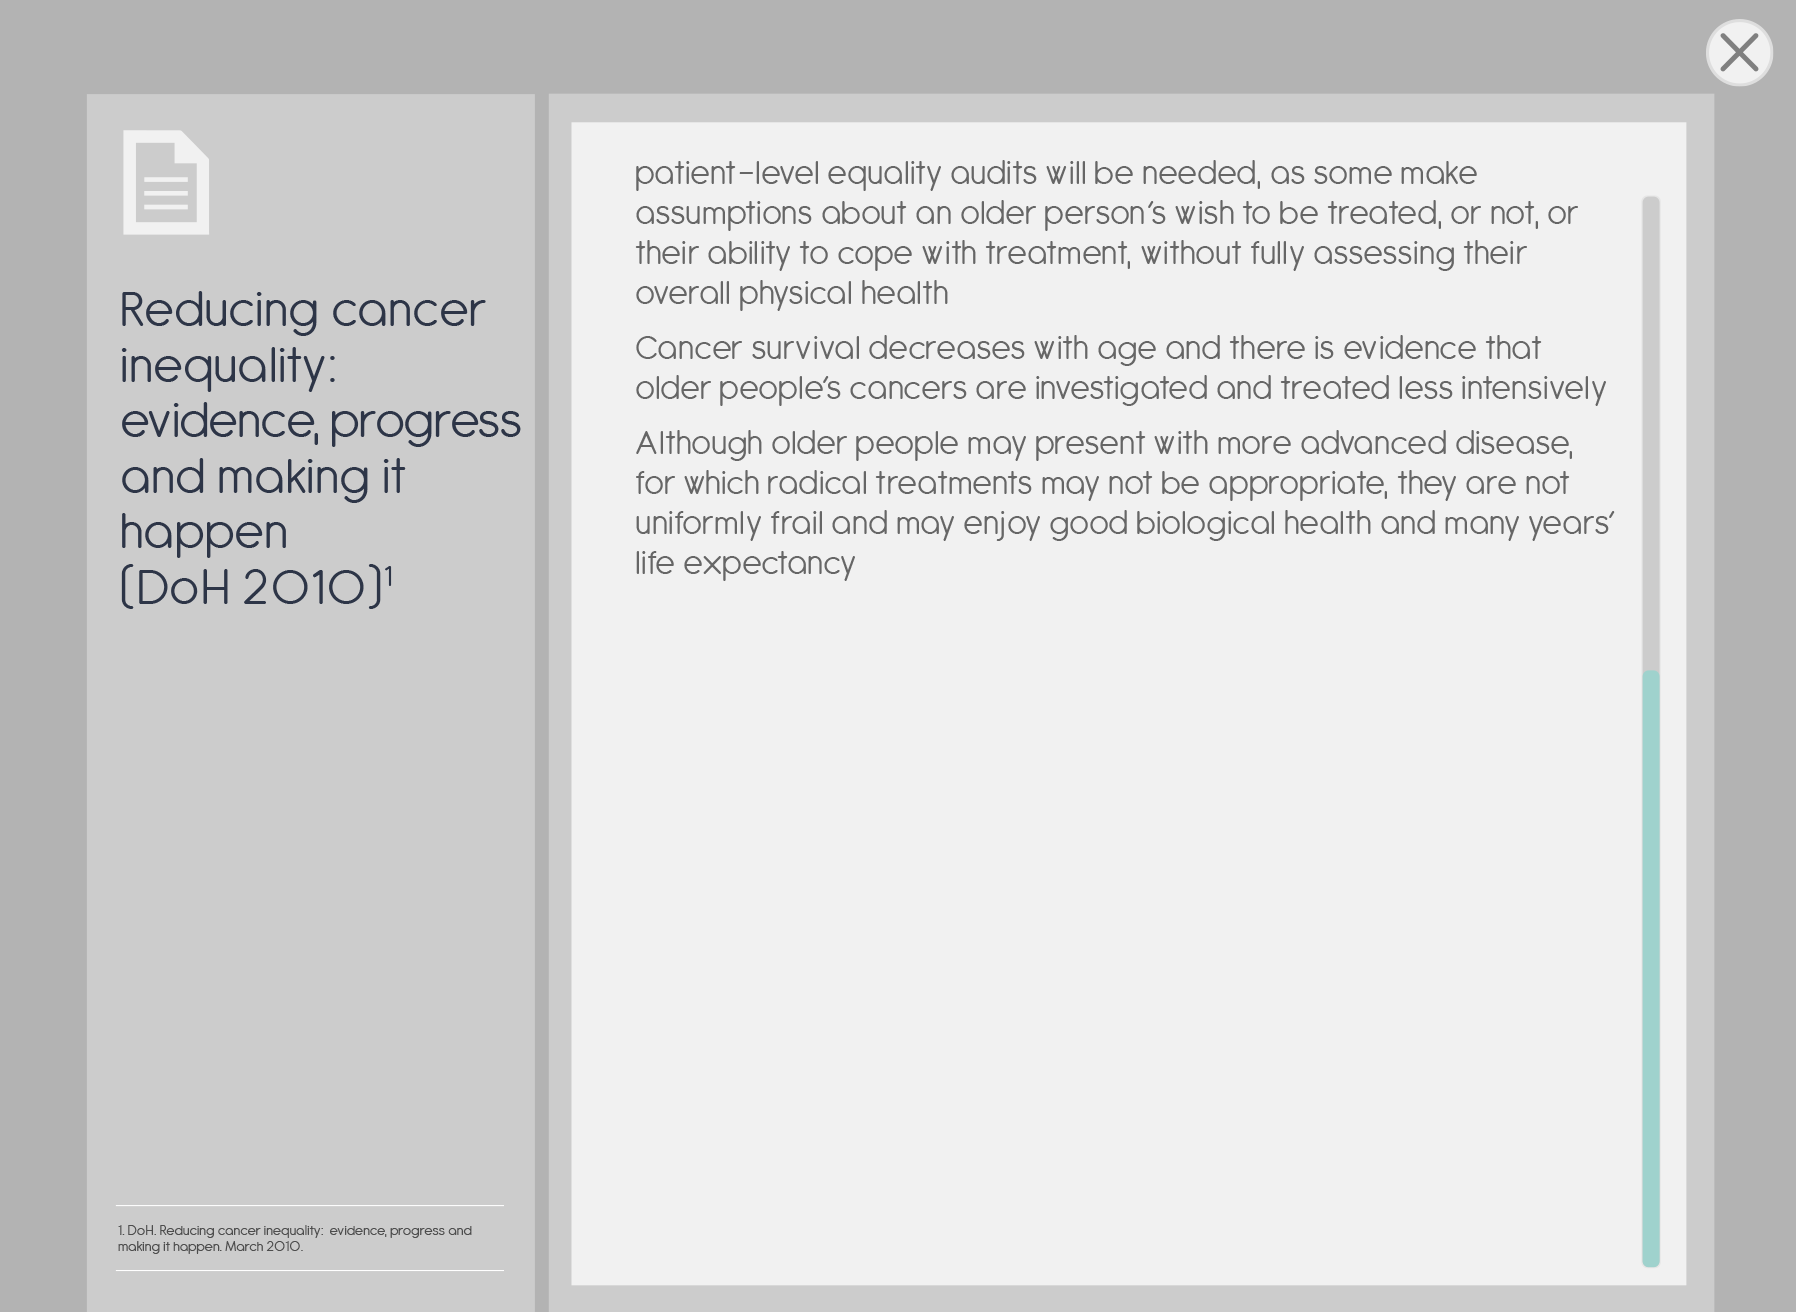 Reducing cancer
inequality:
evidence, progress
and making it
happen
(DoH 2010)¹
1. DoH. Reducing cancer inequality:  evidence, progress and
making it happen. March 2010.
patient-level equality audits will be needed, as some make
assumptions about an older person’s wish to be treated, or not, or
their ability to cope with treatment, without fully assessing their
overall physical health
Cancer survival decreases with age and there is evidence that
older people’s cancers are investigated and treated less intensively
Although older people may present with more advanced disease,
for which radical treatments may not be appropriate, they are not
uniformly frail and may enjoy good biological health and many years’
life expectancy